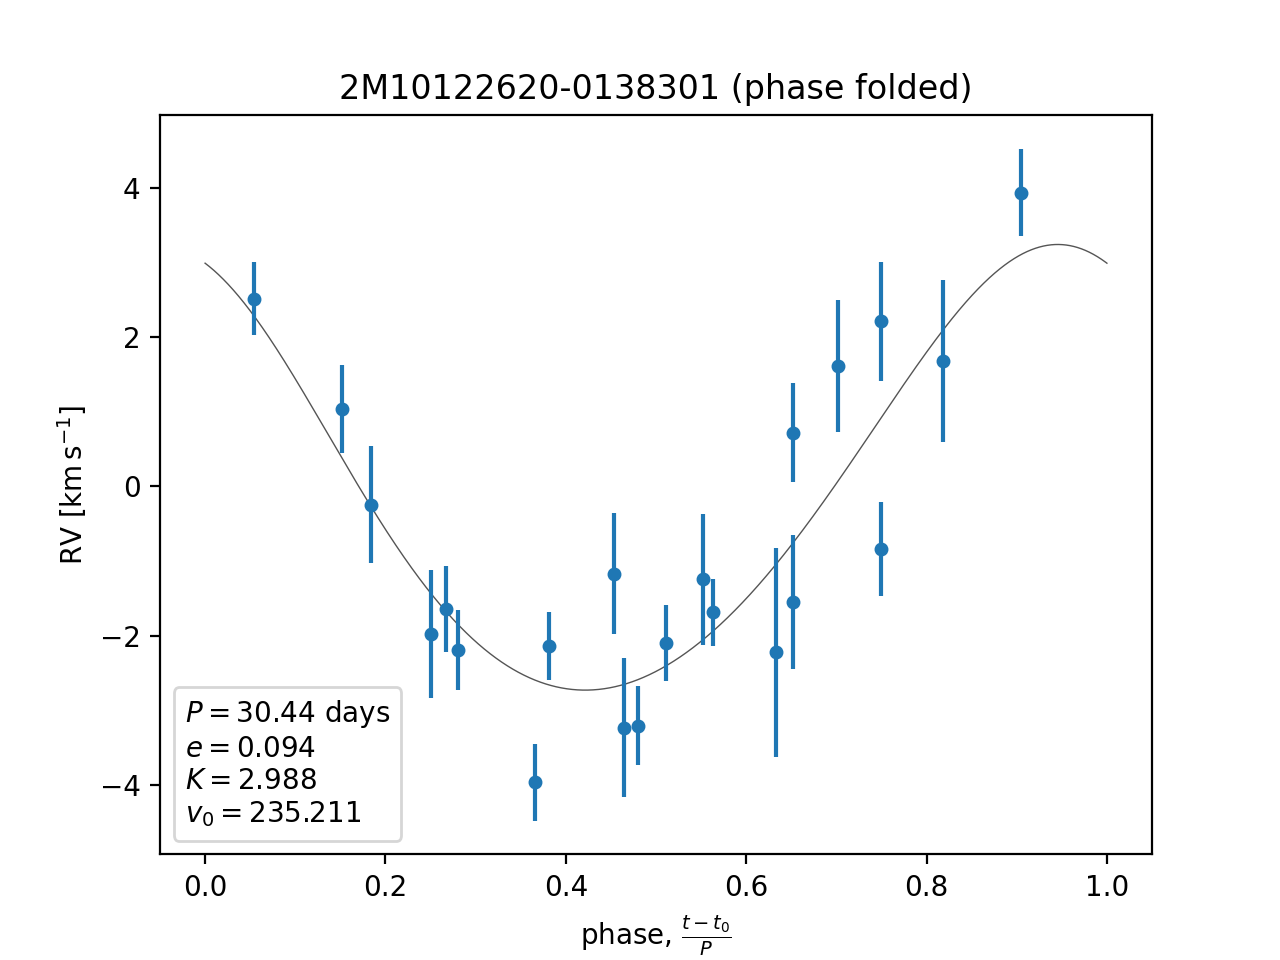 2M10122620-0138301 (phase folded)
RV [km s⁻¹]
4
2
0
−2
−4
P = 30.44 days
e = 0.094
K = 2.988
v₀ = 235.211
0.0 0.2 0.4 0.6 0.8 1.0
phase, (t − t₀)/P